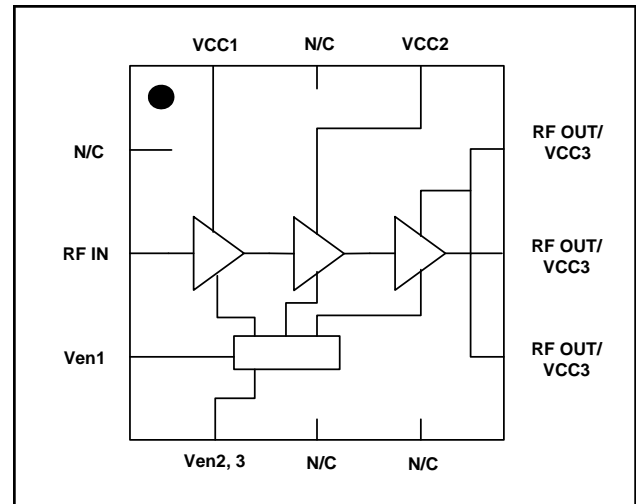 VCC1 N/C VCC2
N/C
RF OUT/
VCC3
RF IN
RF OUT/
VCC3
Ven1
RF OUT/
VCC3
Ven2, 3 N/C N/C